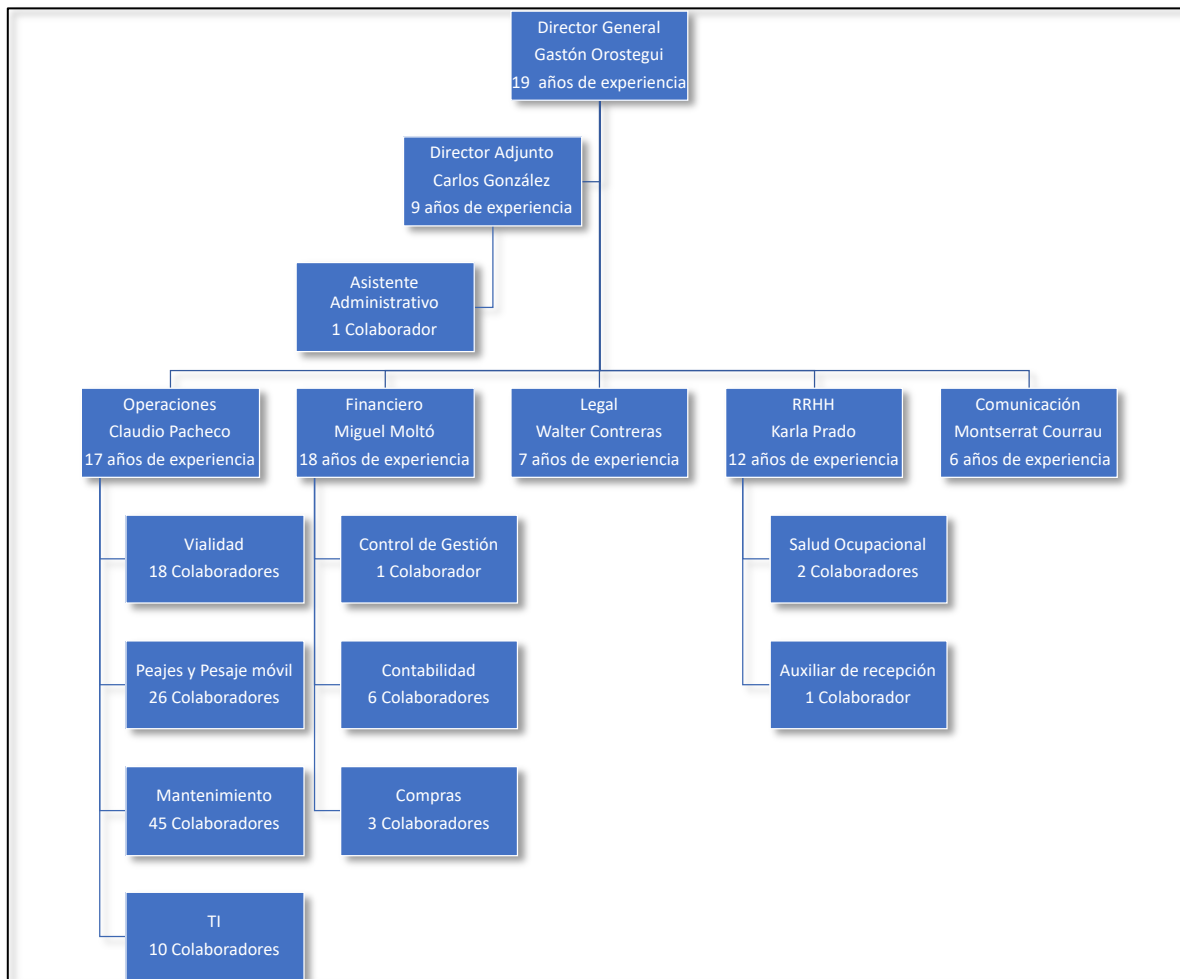 Director General
Gastón Orostegui
19 años de experiencia
Director Adjunto
Carlos González
9 años de experiencia
Asistente
Administrativo
1 Colaborador
Operaciones
Claudio Pacheco
17 años de experiencia
Financiero
Miguel Moltó
18 años de experiencia
Legal
Walter Contreras
7 años de experiencia
RRHH
Karla Prado
12 años de experiencia
Comunicación
Montserrat Courrau
6 años de experiencia
Vialidad
18 Colaboradores
Control de Gestión
1 Colaborador
Salud Ocupacional
2 Colaboradores
Peajes y Pesaje móvil
26 Colaboradores
Contabilidad
6 Colaboradores
Auxiliar de recepción
1 Colaborador
Mantenimiento
45 Colaboradores
Compras
3 Colaboradores
TI
10 Colaboradores